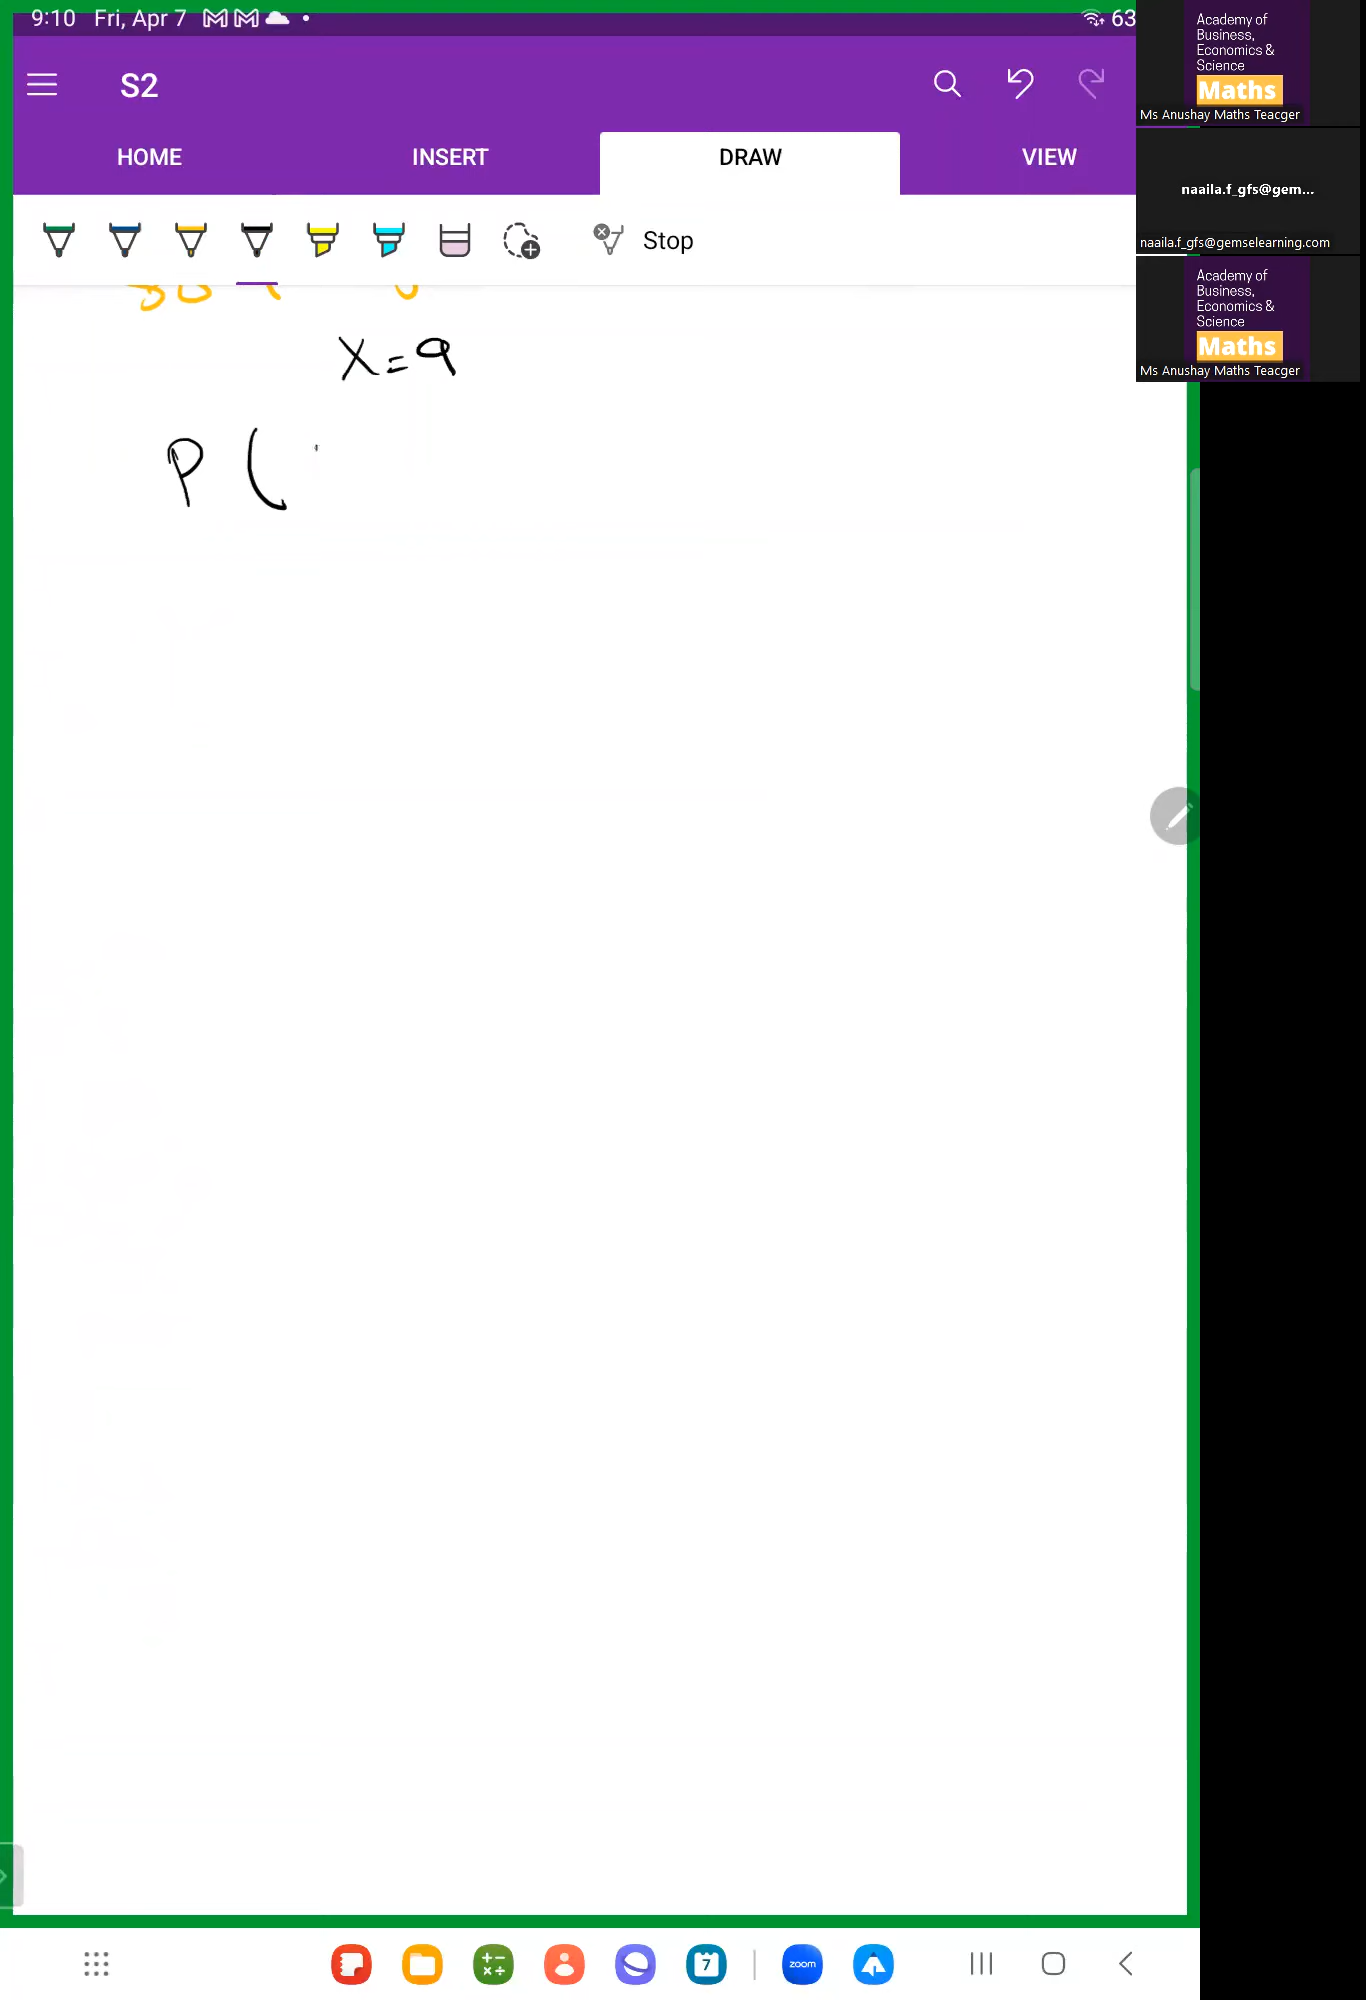 9:10 Fri, Apr 7 63
S2
HOME INSERT DRAW VIEW
Stop
x=9
P (
Academy of
Business,
Economics &
Science
Maths
Ms Anushay Maths Teacger
naaila.f_gfs@gem...
naaila.f_gfs@gemselearning.com
Academy of
Business,
Economics &
Science
Maths
Ms Anushay Maths Teacger
7
zoom